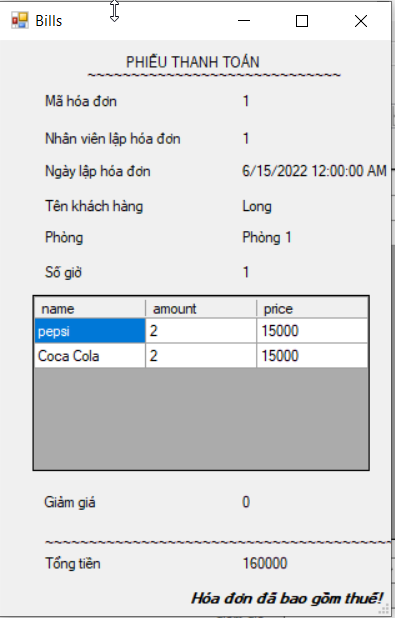 Bills
PHIẾU THANH TOÁN
~~~~~~~~~~~~~~~~~~~~~~~~~~~~~
Mã hóa đơn 1
Nhân viên lập hóa đơn 1
Ngày lập hóa đơn 6/15/2022 12:00:00 AM
Tên khách hàng Long
Phòng Phòng 1
Số giờ 1
name amount price
pepsi 2 15000
Coca Cola 2 15000
Giảm giá 0
~~~~~~~~~~~~~~~~~~~~~~~~~~~~~~~~~~~~~~~~
Tổng tiền 160000
Hóa đơn đã bao gồm thuế!